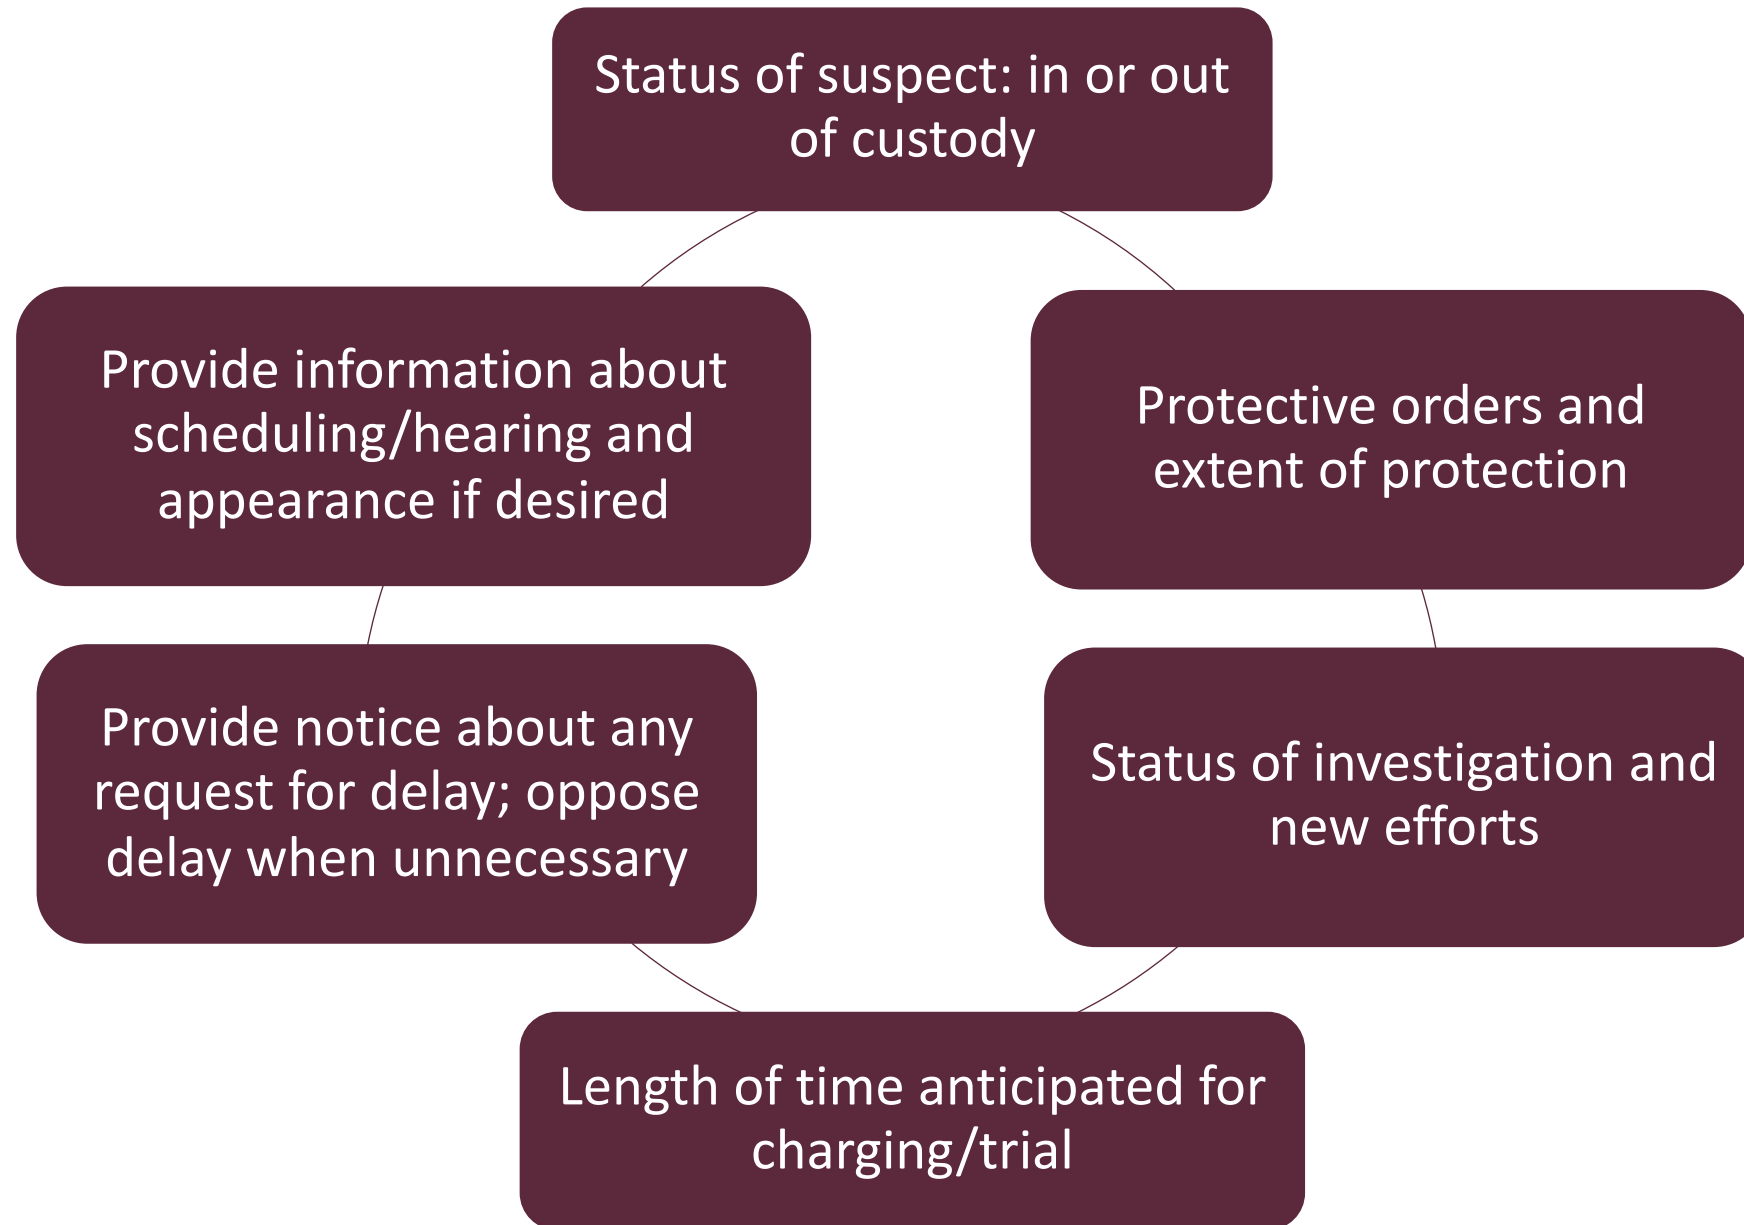 Status of suspect: in or out
of custody
Protective orders and
extent of protection
Status of investigation and
new efforts
Length of time anticipated for
charging/trial
Provide notice about any
request for delay; oppose
delay when unnecessary
Provide information about
scheduling/hearing and
appearance if desired